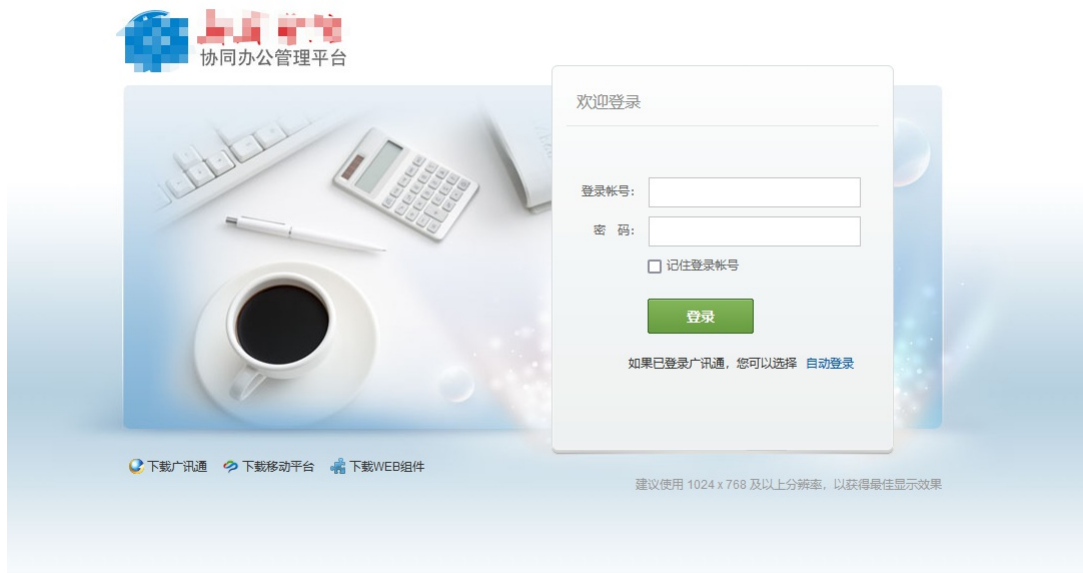 协同办公管理平台
欢迎登录
登录帐号:
密 码:
记住登录帐号
登录
如果已登录广讯通，您可以选择 自动登录
下载广讯通 下载移动平台 下载WEB组件
建议使用 1024 x 768 及以上分辨率，以获得最佳显示效果